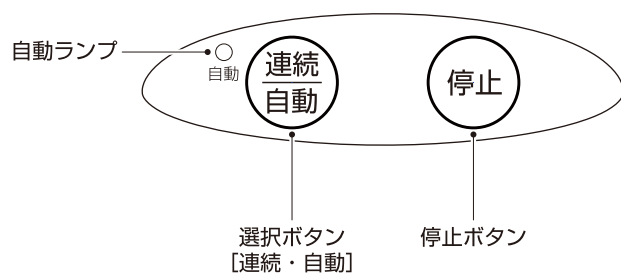 自動ランプ
自動
連続
自動
停止
選択ボタン
[連続・自動]
停止ボタン